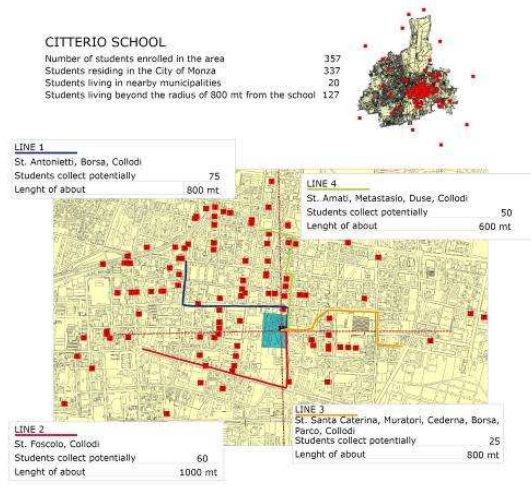 CITTERIO SCHOOL
Number of students enrolled in the area 357
Students residing in the City of Monza 337
Students living in nearby municipalities 20
Students living beyond the radius of 800 mt from the school 127
LINE 1
St. Antonietti, Borsa, Collodi
Students collect potentially 75
Lenght of about 800 mt
LINE 4
St. Amati, Metastasio, Duse, Collodi
Students collect potentially 50
Lenght of about 600 mt
LINE 2
St. Foscolo, Collodi
Students collect potentially 60
Lenght of about 1000 mt
LINE 3
St. Santa Caterina, Muratori, Cederna, Borsa,
Parco, Collodi
Students collect potentially 25
Lenght of about 800 mt